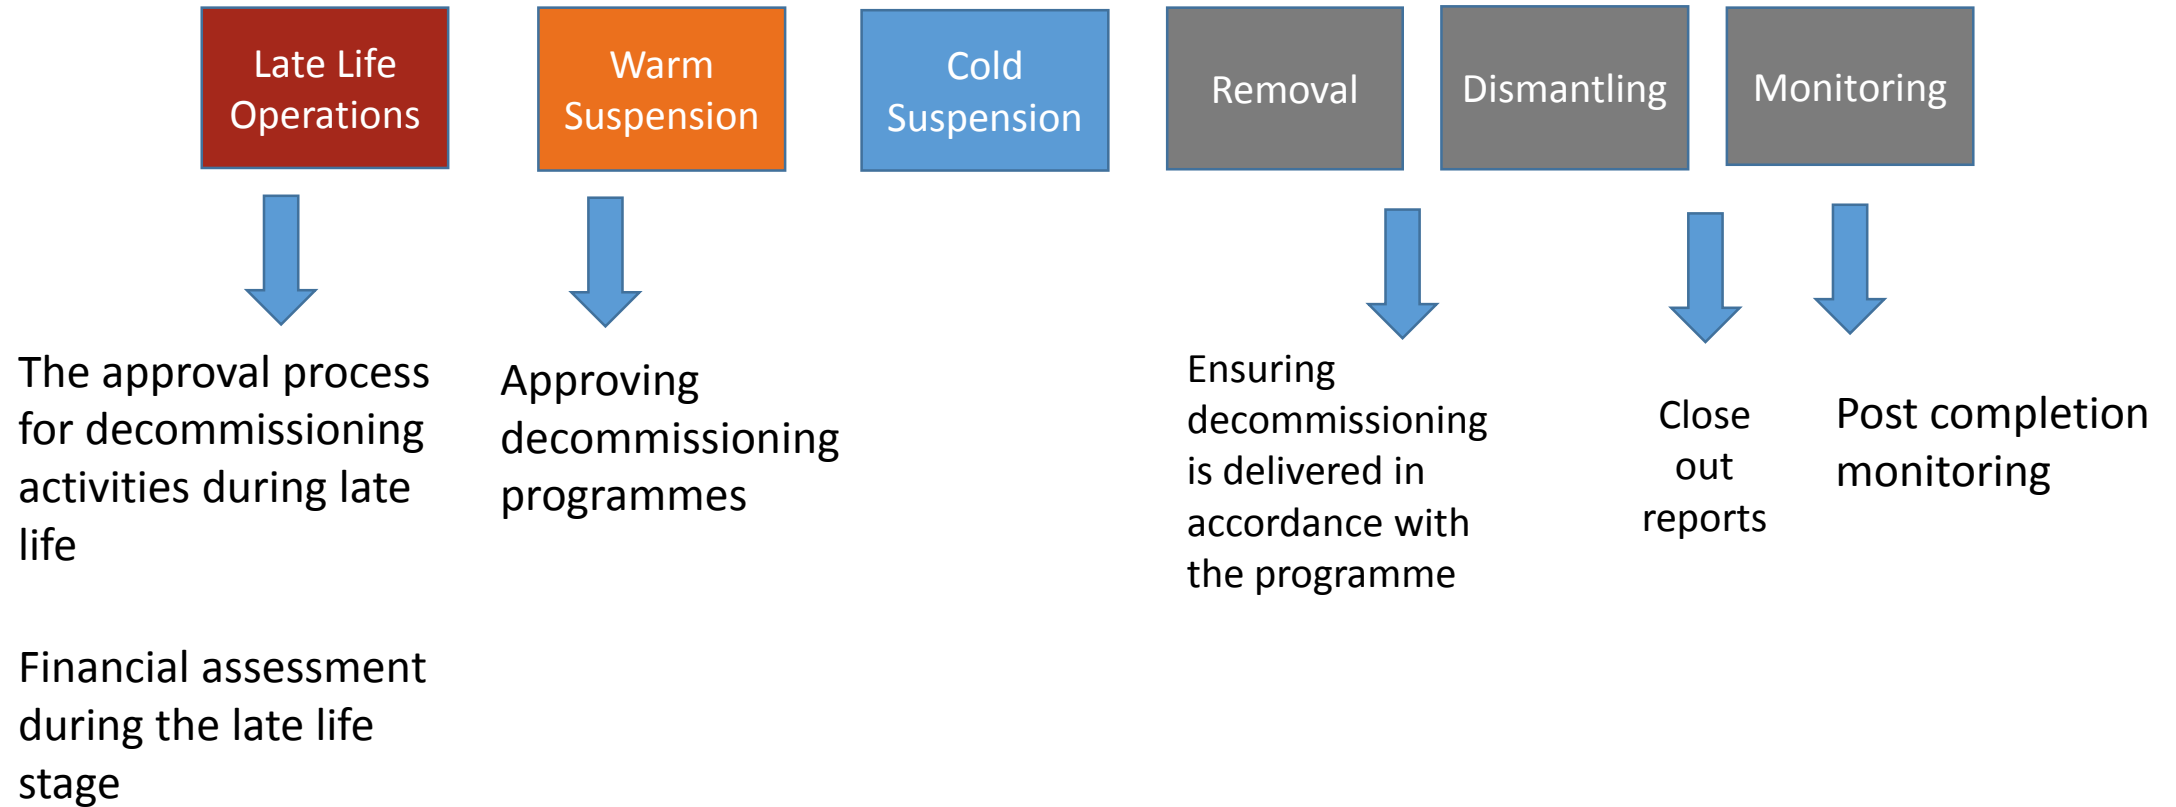 Late Life
Operations
Warm
Suspension
Cold
Suspension
Removal
Dismantling
Monitoring
The approval process
for decommissioning
activities during late
life
Financial assessment
during the late life
stage
Approving
decommissioning
programmes
Ensuring
decommissioning
is delivered in
accordance with
the programme
Close
out
reports
Post completion
monitoring